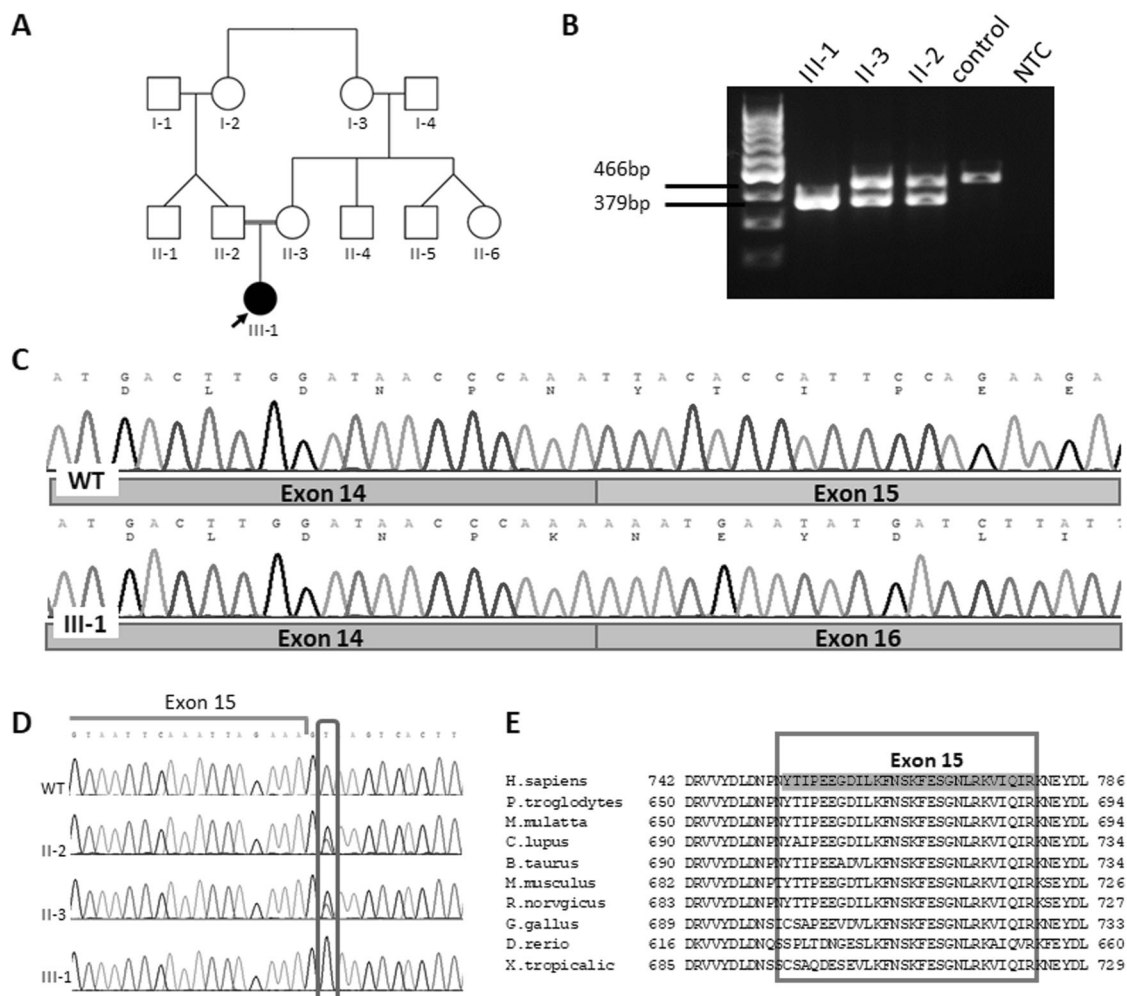 A
I-1
I-2
I-3
I-4
II-1
II-2
II-3
II-4
II-5
II-6
III-1
B
III-1
II-3
II-2
control
NTC
466bp
379bp
C
A T G A C T T G G A T A A C C C A A A T T A C A C C A T T C C A G A A G A
D L D N P N Y T I P E E
WT
Exon 14
Exon 15
A T G A C T T G G A T A A C C C A A A A A T G A A T A T G A T C T T A T T
D L D N P K N E Y D L I
III-1
Exon 14
Exon 16
D
Exon 15
G T A A T T C A A A T T A G A A A G T A G T C A C T T
WT
II-2
II-3
III-1
E
Exon 15
H.sapiens 742 DRVVYDLDNPNYTIPEEGDILKFNSKFESGNLRKVIQIRKNEYDL 786
P.troglodytes 650 DRVVYDLDNPNYTIPEEGDILKFNSKFESGNLRKVIQIRKNEYDL 694
M.mulatta 650 DRVVYDLDNPNYTIPEEGDILKFNSKFESGNLRKVIQIRKNEYDL 694
C.lupus 690 DRVVYDLDNPNYAIPEEGDILKFNSKFESGNLRKVIQIRKNEYDL 734
B.taurus 690 DRVVYDLDNPNYTIPEEADVLKFNSKFESGNLRKVIQIRKNEYDL 734
M.musculus 682 DRVVYDLDNPTYTTPEEGDTLKFNSKFESGNLRKVIQIRKSEYDL 726
R.norvgicus 683 DRVVYDLDNPNYTTPEEGDTLKFNSKFESGNLRKVIQIRKSEYDL 727
G.gallus 689 DRVVYDLDNSICSAPEEVDVLKFNSKFESGNLRKVIQIRKNEYDL 733
D.rerio 616 DRVVYDLDNQSSPLTDNGESLKFNSKFESGNLRKAIQVRKFEYDL 660
X.tropicalic 685 DRVVYDLDNSSCSAQDESEVLKFNSKFESGNLRKVIQIRKNEYDL 729